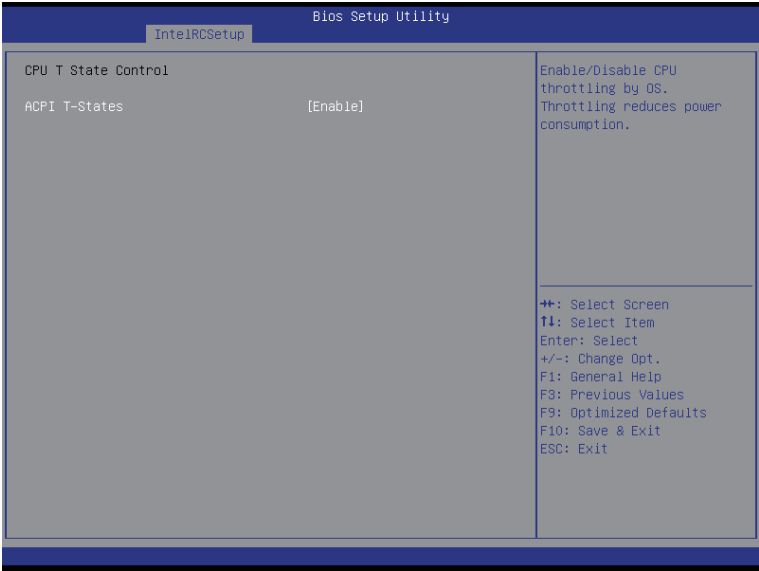 Bios Setup Utility
IntelRCSetup
CPU T State Control
ACPI T-States [Enable]
Enable/Disable CPU
throttling by OS.
Throttling reduces power
consumption.
→←: Select Screen
↑↓: Select Item
Enter: Select
+/-: Change Opt.
F1: General Help
F3: Previous Values
F9: Optimized Defaults
F10: Save & Exit
ESC: Exit